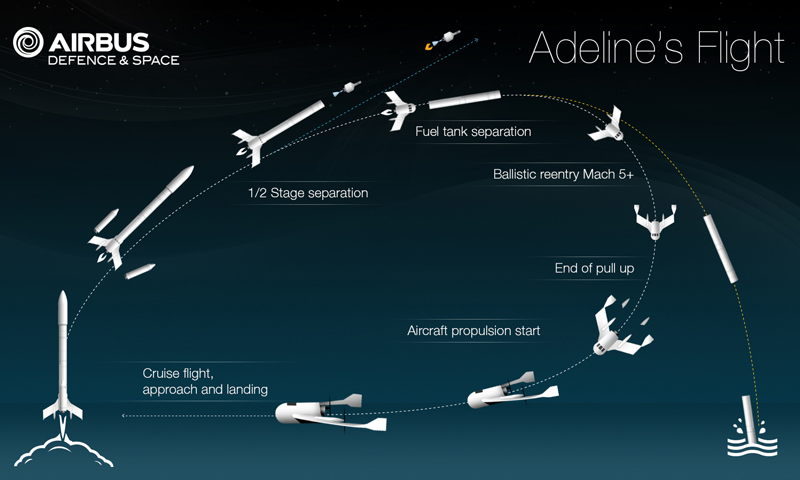 AIRBUS
DEFENCE & SPACE
Adeline's Flight
Fuel tank separation
Ballistic reentry Mach 5+
1/2 Stage separation
End of pull up
Aircraft propulsion start
Cruise flight,
approach and landing